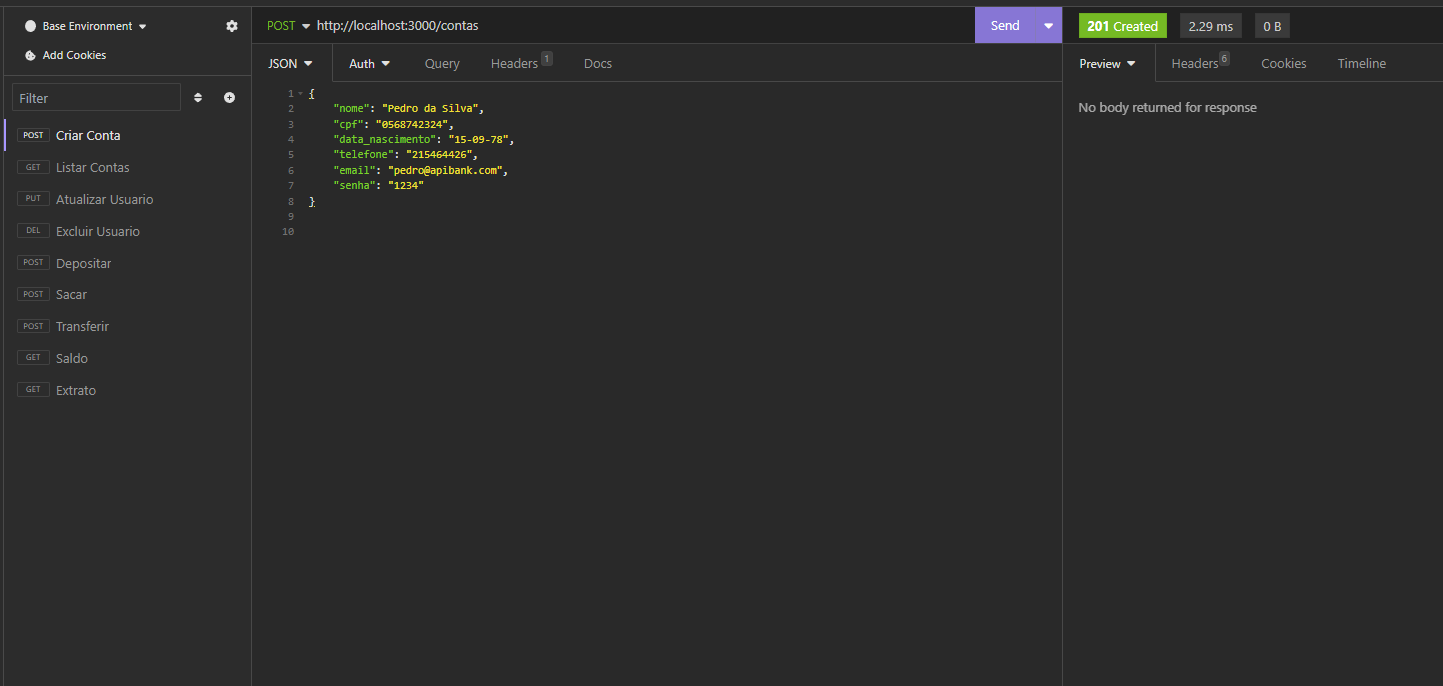 Base Environment
Add Cookies
Filter
POST Criar Conta
GET Listar Contas
PUT Atualizar Usuario
DEL Excluir Usuario
POST Depositar
POST Sacar
POST Transferir
GET Saldo
GET Extrato
POST http://localhost:3000/contas Send
JSON Auth Query Headers 1 Docs
1 {
2 "nome": "Pedro da Silva",
3 "cpf": "0568742324",
4 "data_nascimento": "15-09-78",
5 "telefone": "215464426",
6 "email": "pedro@apibank.com",
7 "senha": "1234"
8 }
9
10
201 Created 2.29 ms 0 B
Preview Headers 6 Cookies Timeline
No body returned for response